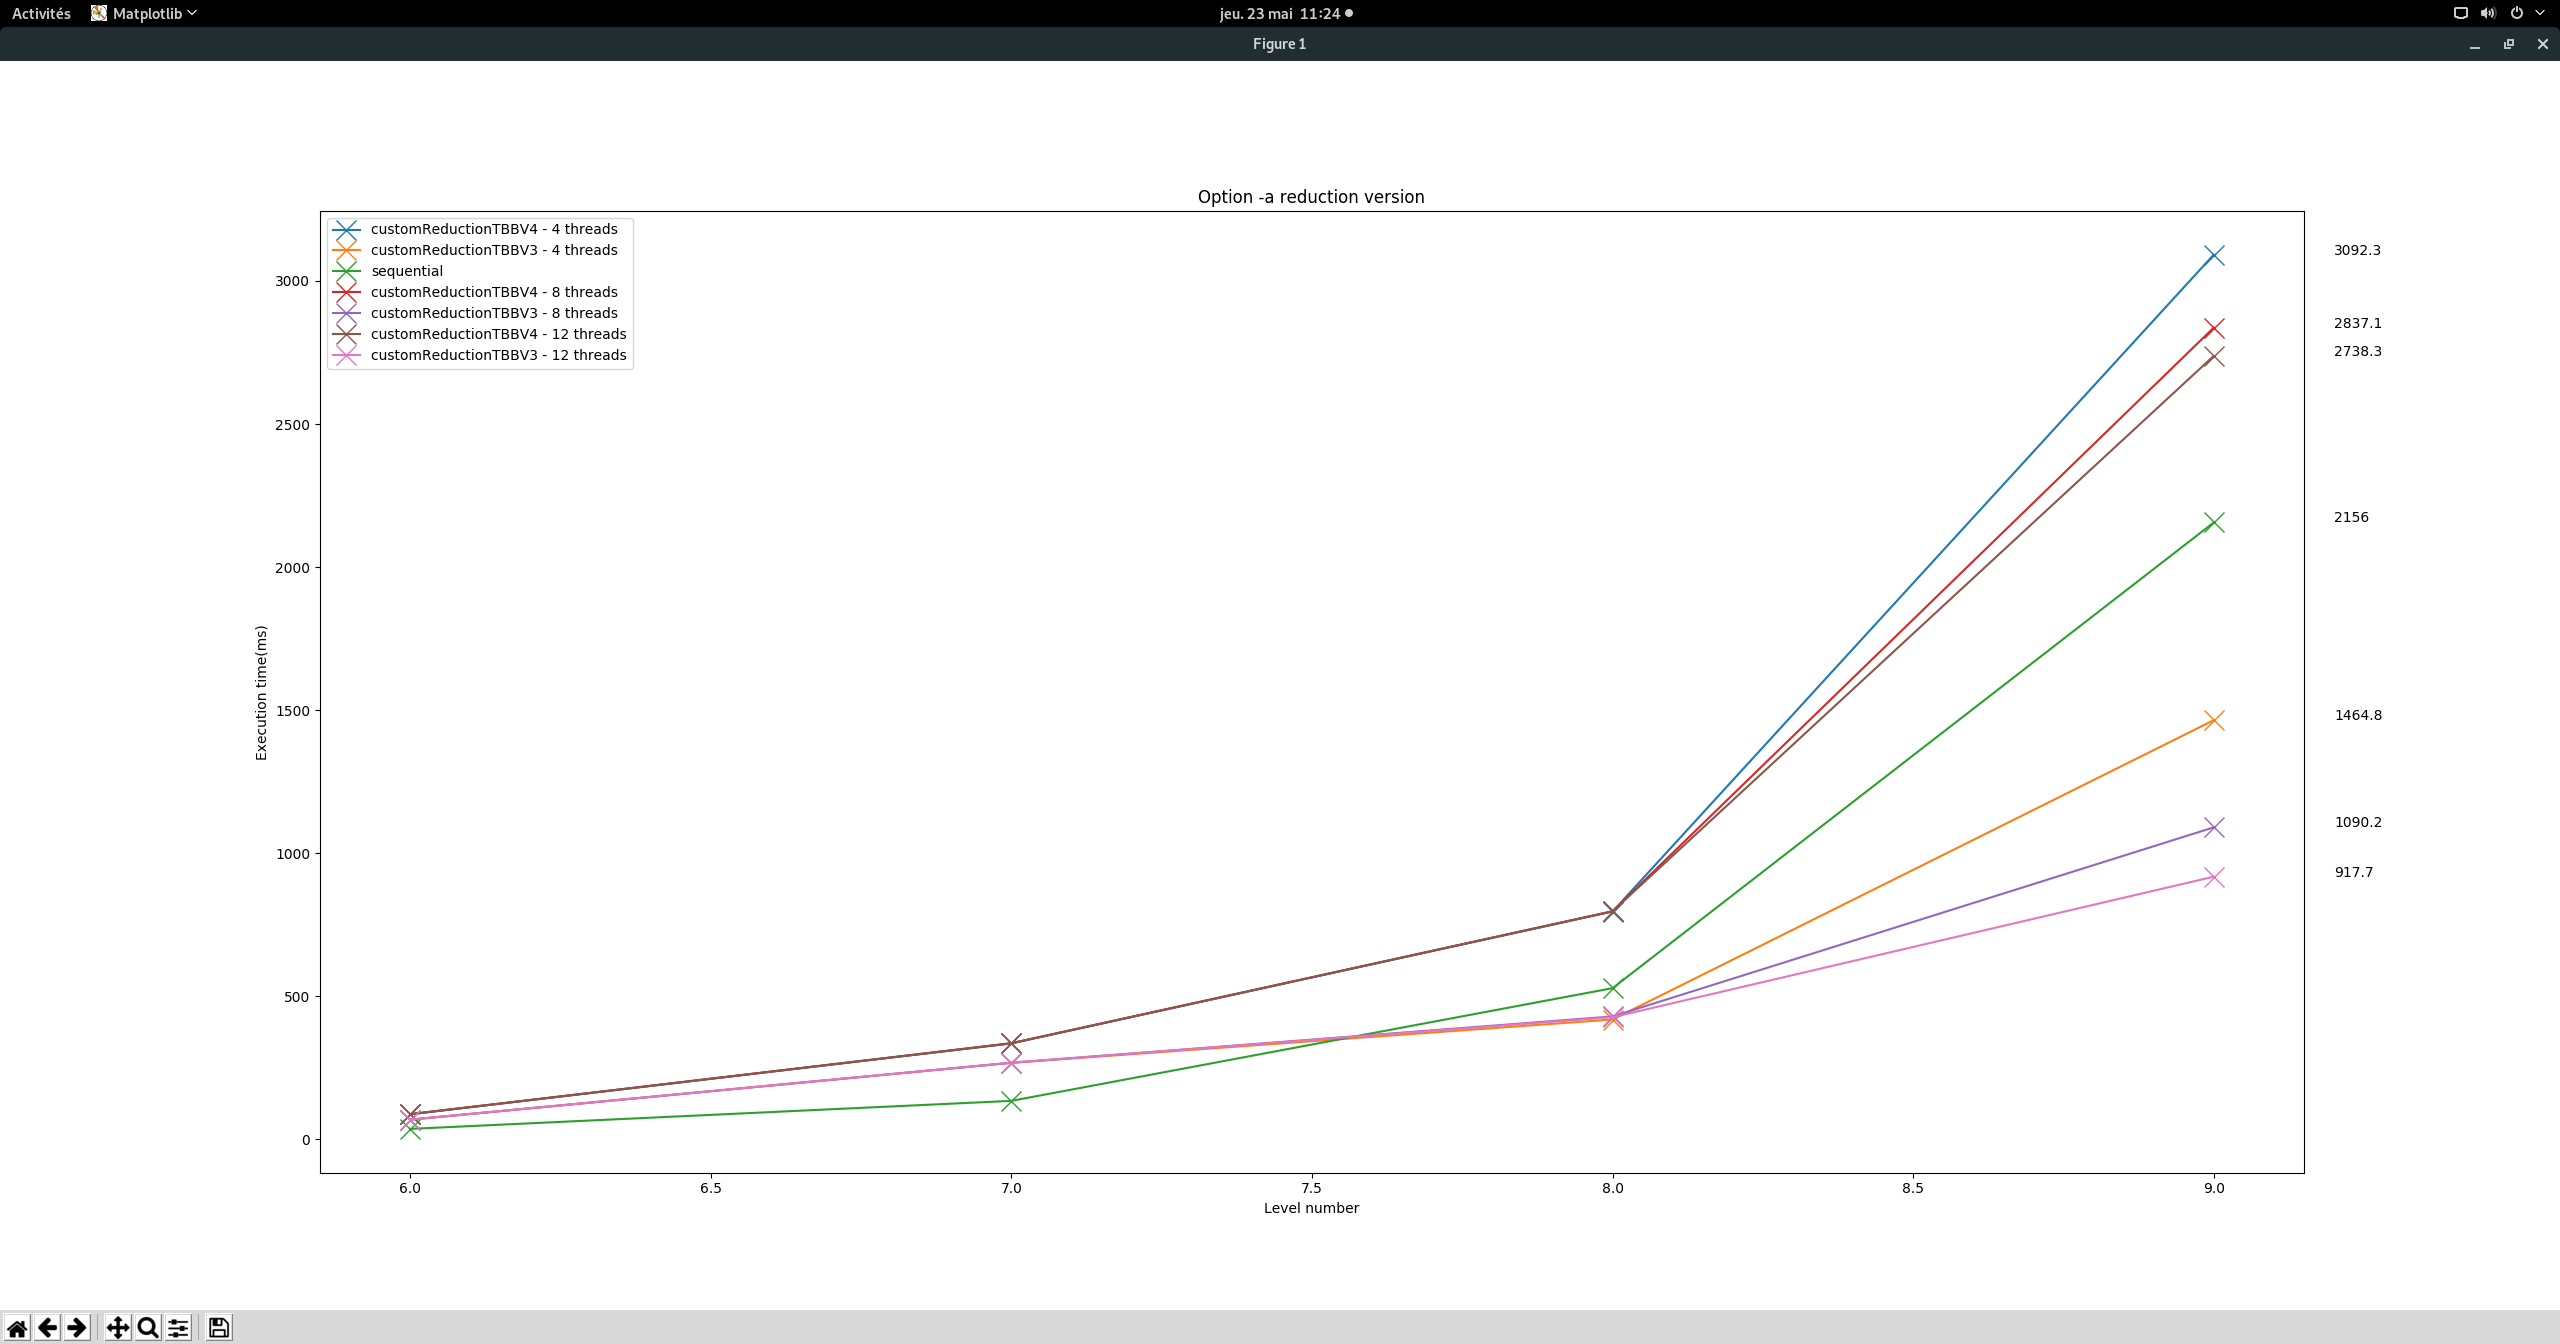 Activités Matplotlib jeu. 23 mai 11:24
Figure 1
Option -a reduction version
customReductionTBBV4 - 4 threads
customReductionTBBV3 - 4 threads
sequential
customReductionTBBV4 - 8 threads
customReductionTBBV3 - 8 threads
customReductionTBBV4 - 12 threads
customReductionTBBV3 - 12 threads
3000
2500
2000
1500
1000
500
0
Execution time(ms)
3092.3
2837.1
2738.3
2156
1464.8
1090.2
917.7
6.0 6.5 7.0 7.5 8.0 8.5 9.0
Level number